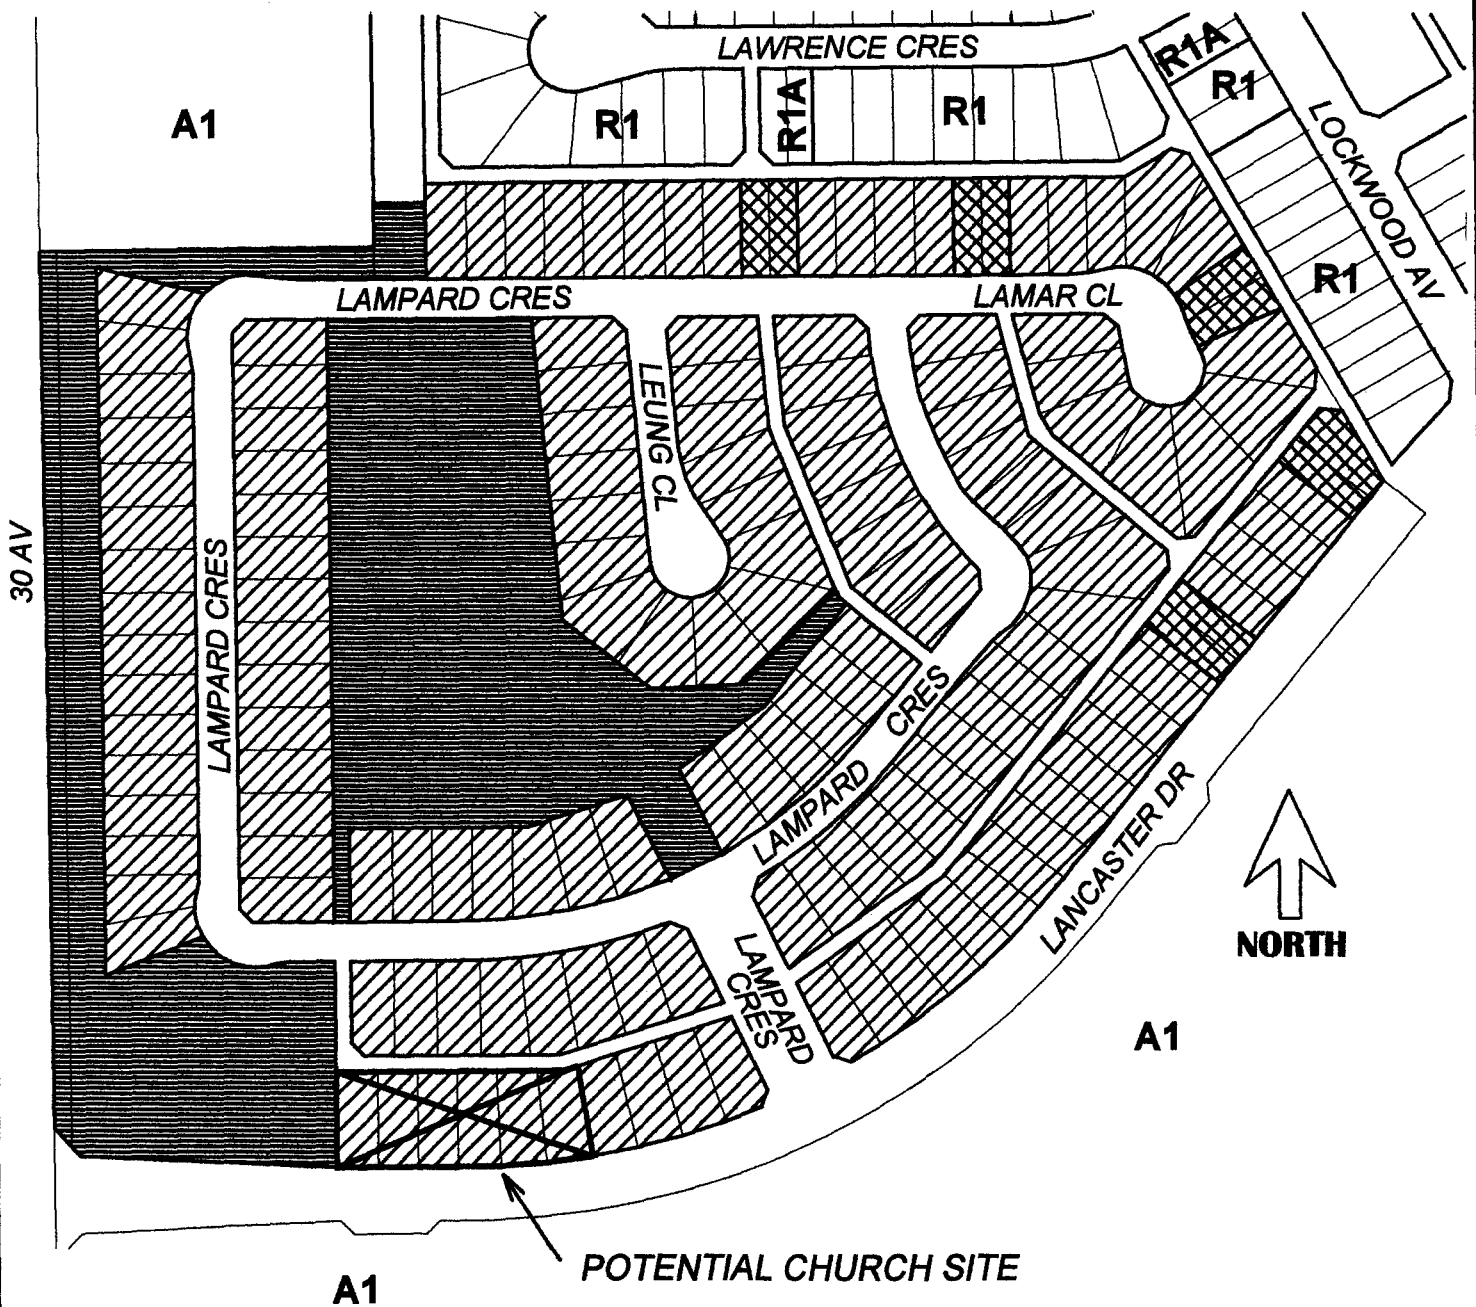 LAWRENCE CRES
R1A
R1
A1
R1
R1A
R1
LOCKWOOD AV
R1
LAMPARD CRES
LAMAR CL
LEUNG CL
30 AV
LAMPARD CRES
LAMPARD CRES
LANCASTER DR
LAMPARD
CRES
NORTH
A1
POTENTIAL CHURCH SITE
A1